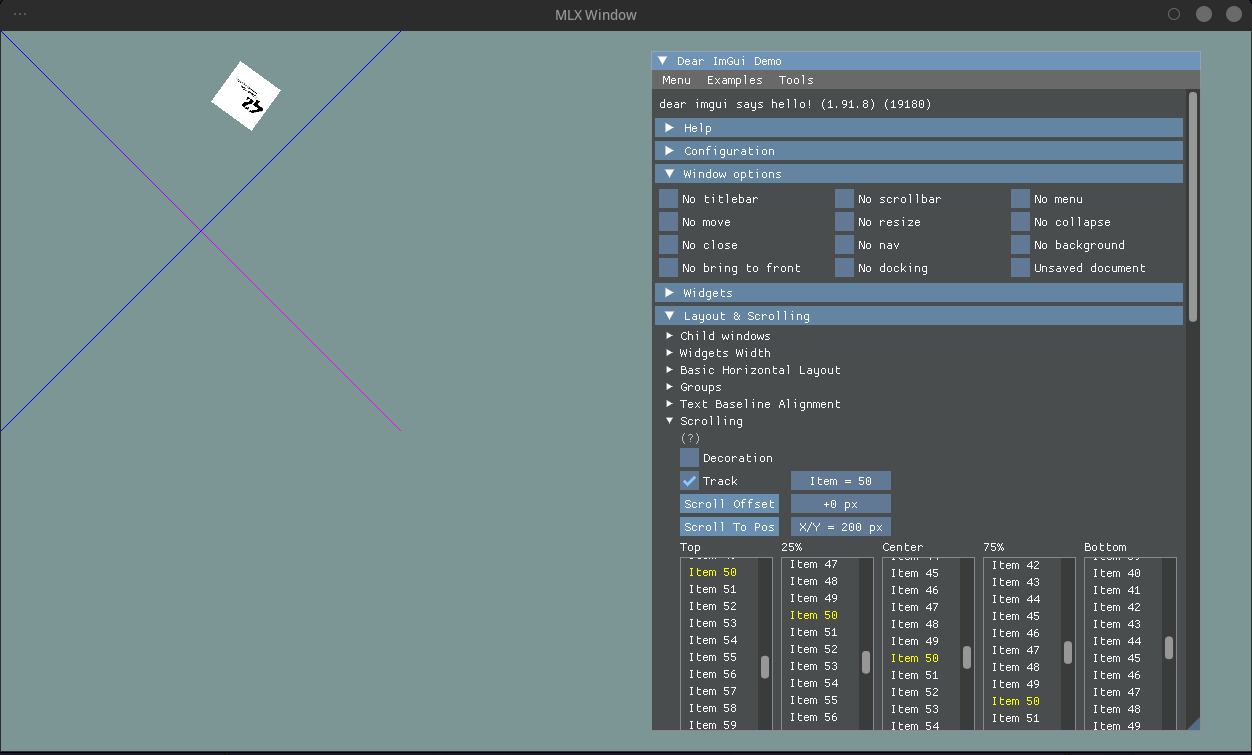 MLX Window
42
Dear ImGui Demo
Menu Examples Tools
dear imgui says hello! (1.91.8) (19180)
Help
Configuration
Window options
No titlebar No scrollbar No menu
No move No resize No collapse
No close No nav No background
No bring to front No docking Unsaved document
Widgets
Layout & Scrolling
Child windows
Widgets Width
Basic Horizontal Layout
Groups
Text Baseline Alignment
Scrolling
(?)
Decoration
Track Item = 50
Scroll Offset +0 px
Scroll To Pos X/Y = 200 px
Top 25% Center 75% Bottom
Item 50 Item 47 Item 45 Item 42 Item 40
Item 51 Item 48 Item 46 Item 43 Item 41
Item 52 Item 49 Item 47 Item 44 Item 42
Item 53 Item 50 Item 48 Item 45 Item 43
Item 54 Item 51 Item 49 Item 46 Item 44
Item 55 Item 52 Item 50 Item 47 Item 45
Item 56 Item 53 Item 51 Item 48 Item 46
Item 57 Item 54 Item 52 Item 49 Item 47
Item 58 Item 55 Item 53 Item 50 Item 48
Item 59 Item 56 Item 54 Item 51 Item 49